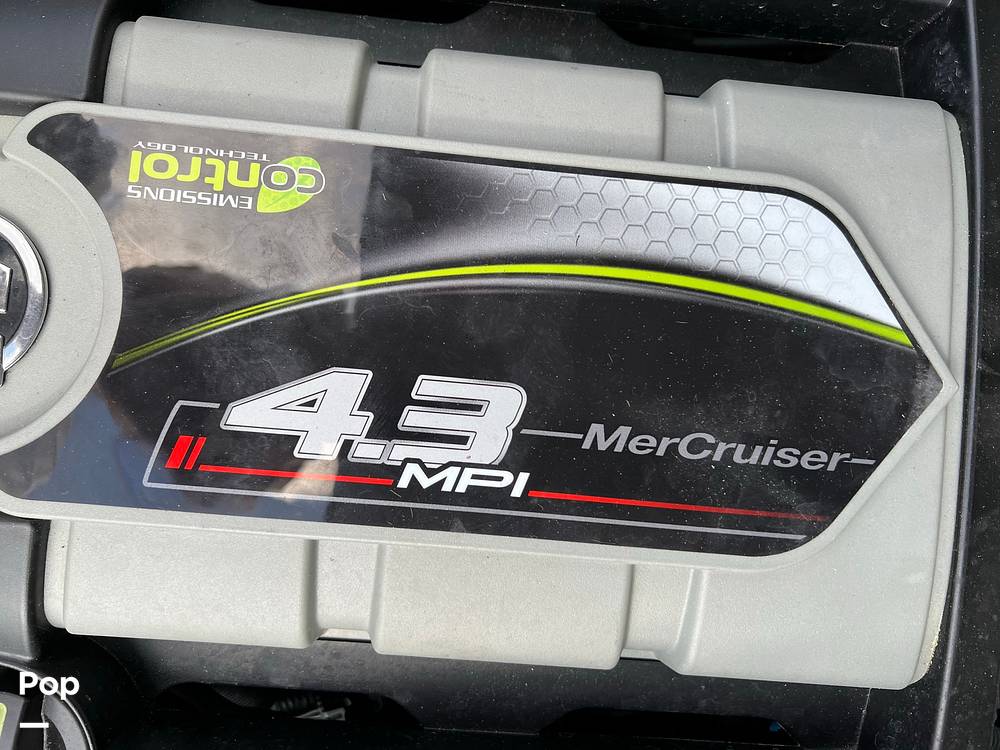 EMISSIONS
control
TECHNOLOGY
4.3
MerCruiser
MPI
Pop